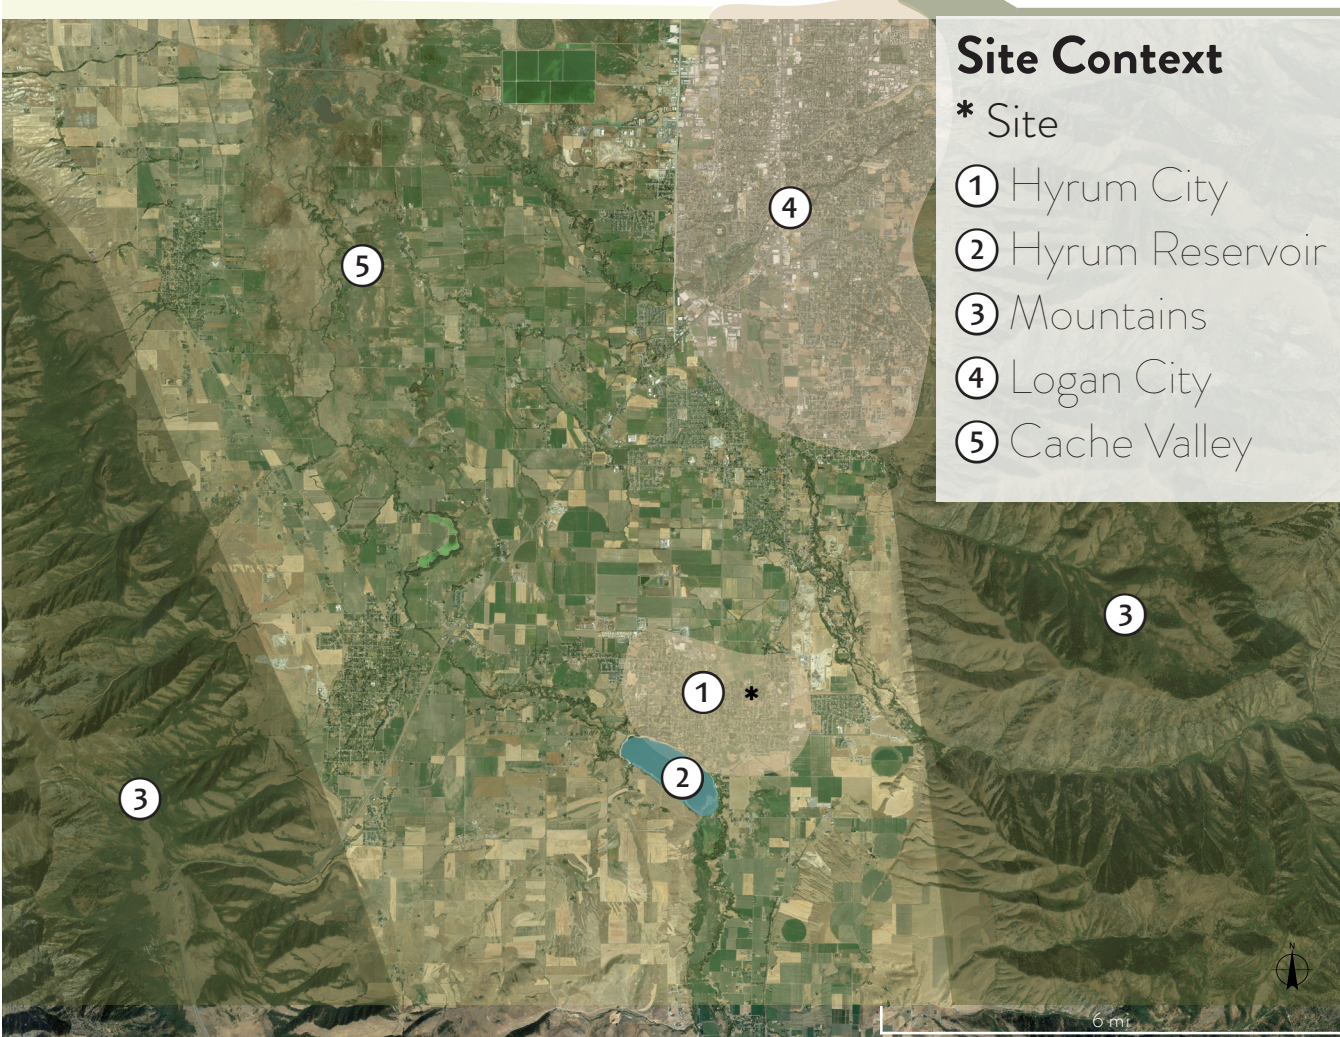 Site Context
* Site
1 Hyrum City
2 Hyrum Reservoir
3 Mountains
4 Logan City
5 Cache Valley
4
5
3
1 *
2
3
N
6 mi